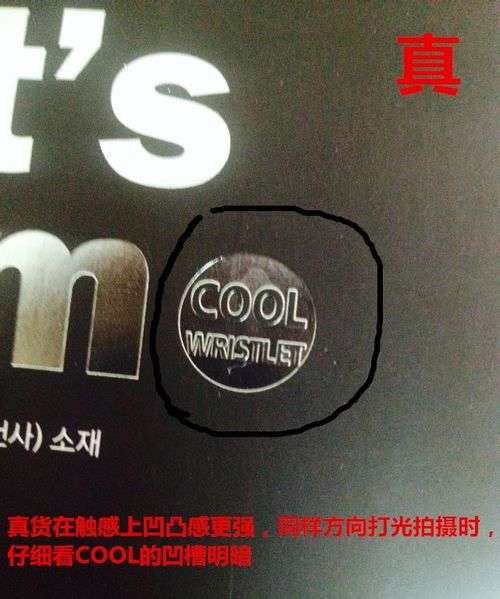 真
t's
m
COOL
WRISTLET
사) 소재
真货在触感上凹凸感更强，同样方向打光拍摄时，
仔细看COOL的凹槽明暗